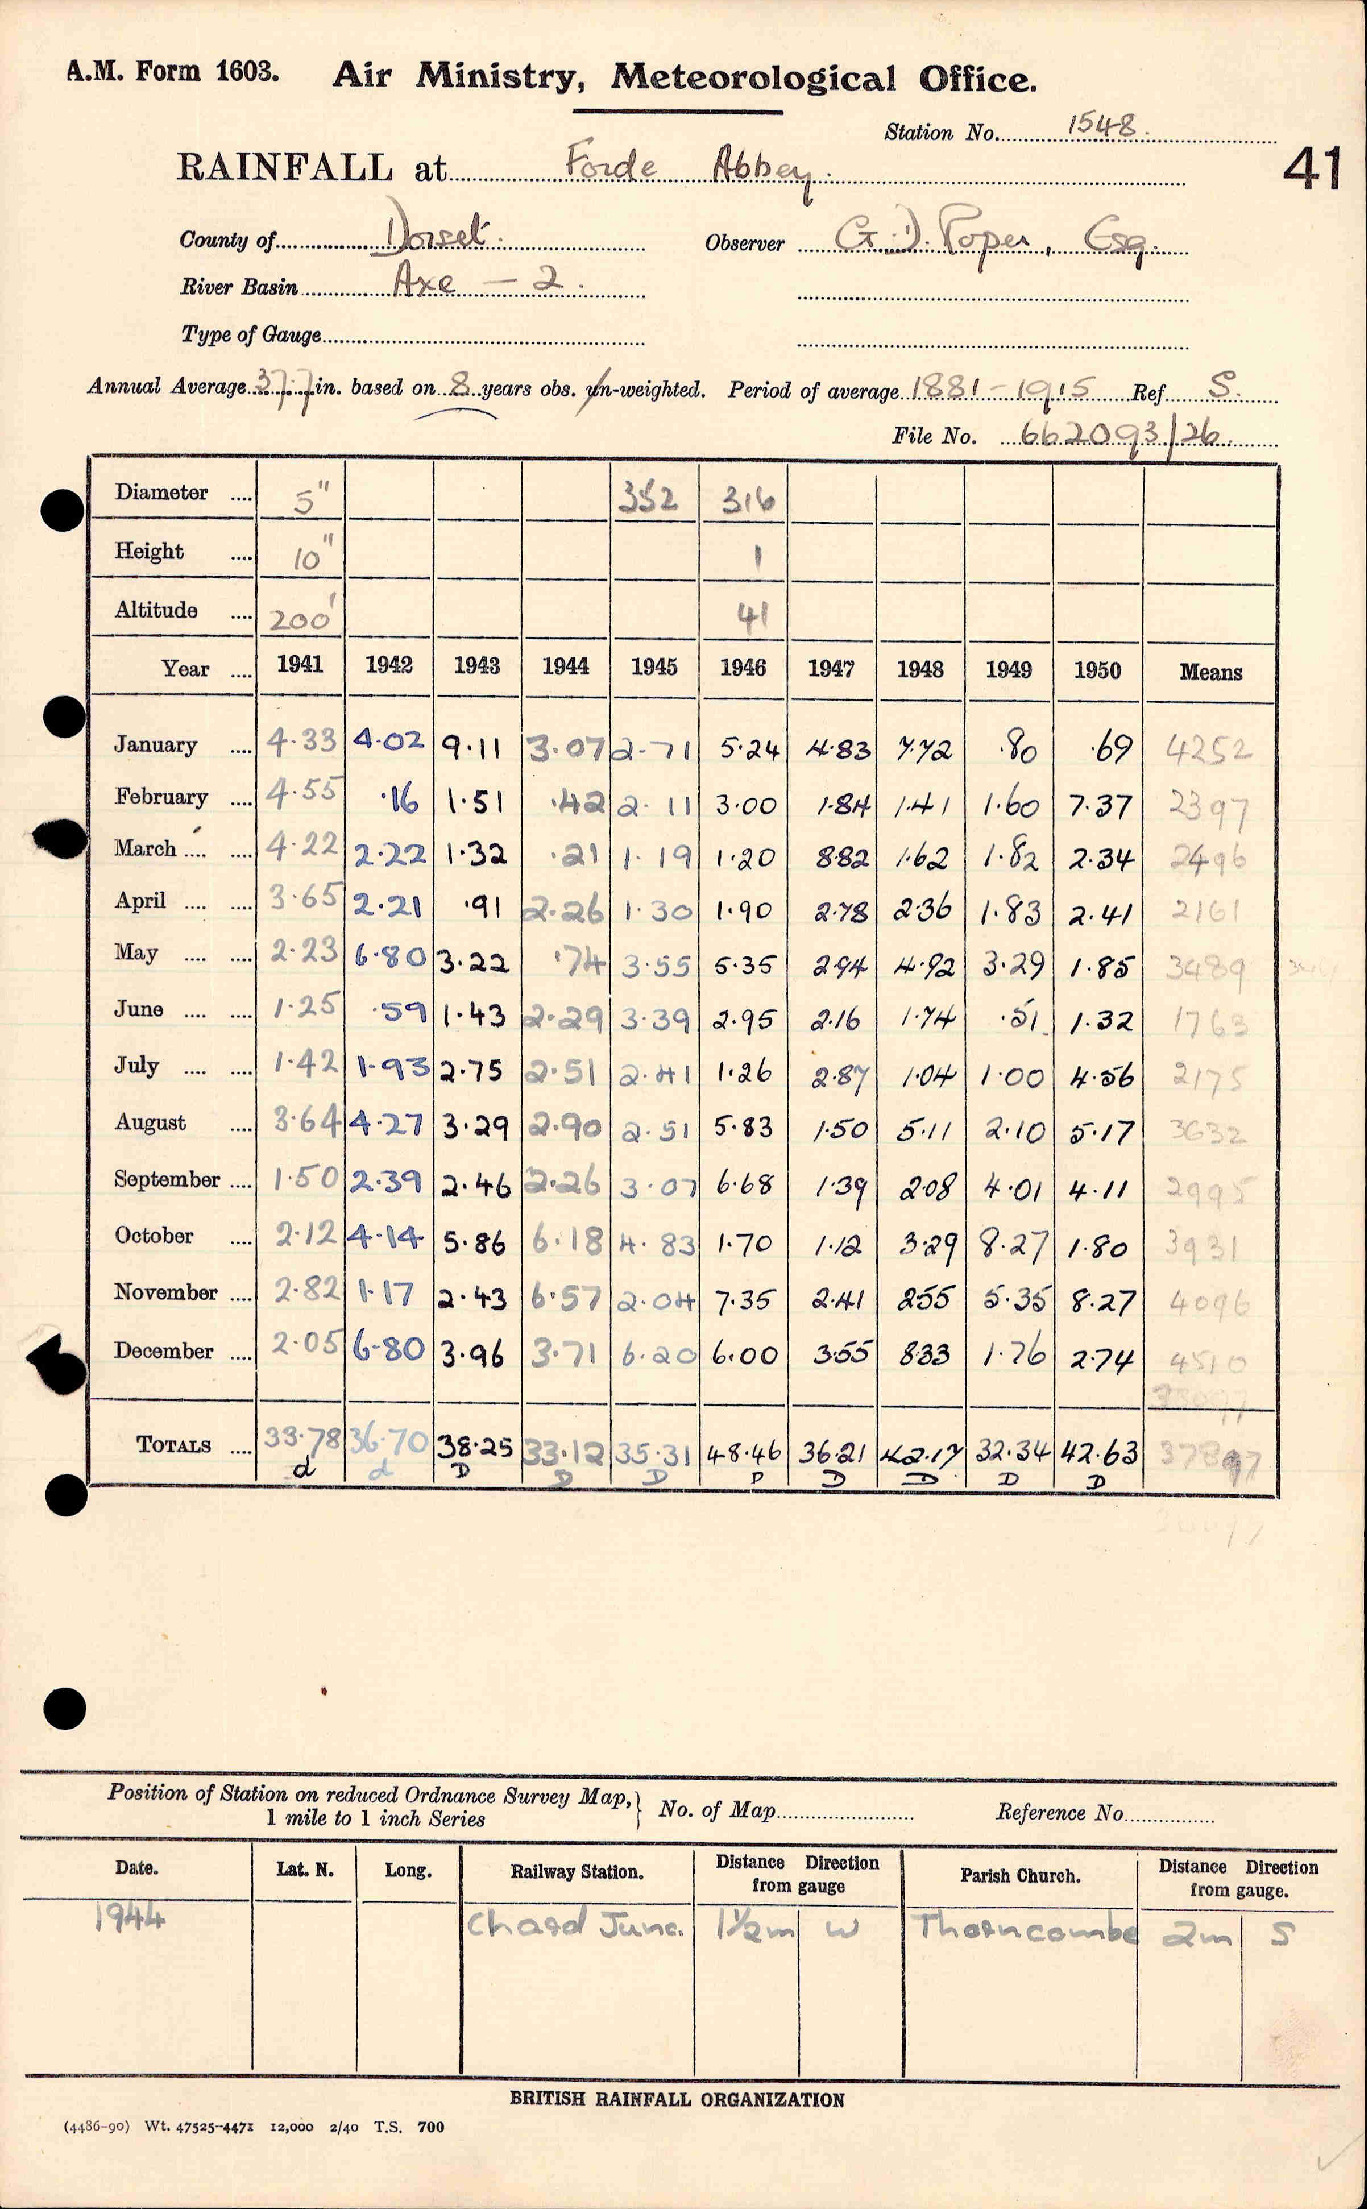 A.M. Form 1603. Air Ministry, Meteorological Office.
Station No. 1548.
41
RAINFALL at Forde Abbey.
County of Dorset. Observer G.D. Roper, Esq.
River Basin Axe – 2.
Type of Gauge
Annual Average 37.7 in. based on 8 years obs. un-weighted. Period of average 1881–1915 Ref S.
File No. 662093/26
Diameter .... 5" 352 316
Height .... 10" 1
Altitude .... 200' 41
Year .... 1941 1942 1943 1944 1945 1946 1947 1948 1949 1950 Means
January .... 4.33 4.02 9.11 3.07 2.71 5.24 4.83 7.72 .80 .69 4252
February .... 4.55 .16 1.51 .42 2.11 3.00 1.84 1.41 1.60 7.37 2397
March .... .... 4.22 2.22 1.32 .21 1.19 1.20 8.82 1.62 1.82 2.34 2496
April .... .... 3.65 2.21 .91 2.26 1.30 1.90 2.78 2.36 1.83 2.41 2161
May .... .... 2.23 6.80 3.22 .74 3.55 5.35 2.94 4.92 3.29 1.85 3489
June .... .... 1.25 .59 1.43 2.29 3.39 2.95 2.16 1.74 .51 1.32 1763
July .... .... 1.42 1.93 2.75 2.51 2.41 1.26 2.87 1.04 1.00 4.56 2175
August .... 3.64 4.27 3.29 2.90 2.51 5.83 1.50 5.11 2.10 5.17 3632
September .... 1.50 2.39 2.46 2.26 3.07 6.68 1.39 2.08 4.01 4.11 2995
October .... 2.12 4.14 5.86 6.18 4.83 1.70 1.12 3.29 8.27 1.80 3931
November .... 2.82 1.17 2.43 6.57 2.04 7.35 2.41 255 5.35 8.27 4096
December .... 2.05 6.80 3.96 3.71 6.20 6.00 3.55 833 1.76 2.74 4510
TOTALS .... 33.78 36.70 38.25 33.12 35.31 48.46 36.21 42.17 32.34 42.63 37897
d d D D D D D D D D
Position of Station on reduced Ordnance Survey Map,
1 mile to 1 inch Series
No. of Map Reference No.
Date. Lat. N. Long. Railway Station. Distance Direction from gauge Parish Church. Distance Direction from gauge.
1944 Chard Junc. 1½m W Thorncombe 2m S
BRITISH RAINFALL ORGANIZATION
(4486-90) Wt. 47525-4471 12,000 2/40 T.S. 700